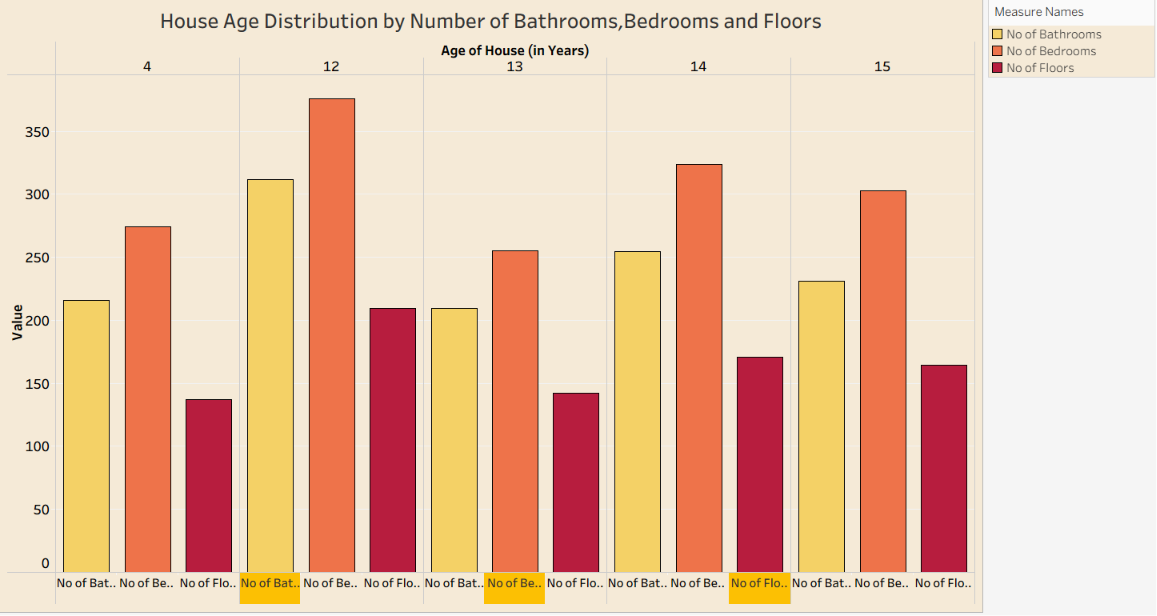 House Age Distribution by Number of Bathrooms,Bedrooms and Floors
Measure Names
No of Bathrooms
No of Bedrooms
No of Floors
Age of House (in Years)
4 12 13 14 15
Value
350
300
250
200
150
100
50
0
No of Bat.. No of Be.. No of Flo.. No of Bat.. No of Be.. No of Flo.. No of Bat.. No of Be.. No of Flo.. No of Bat.. No of Be.. No of Flo.. No of Bat.. No of Be.. No of Flo..